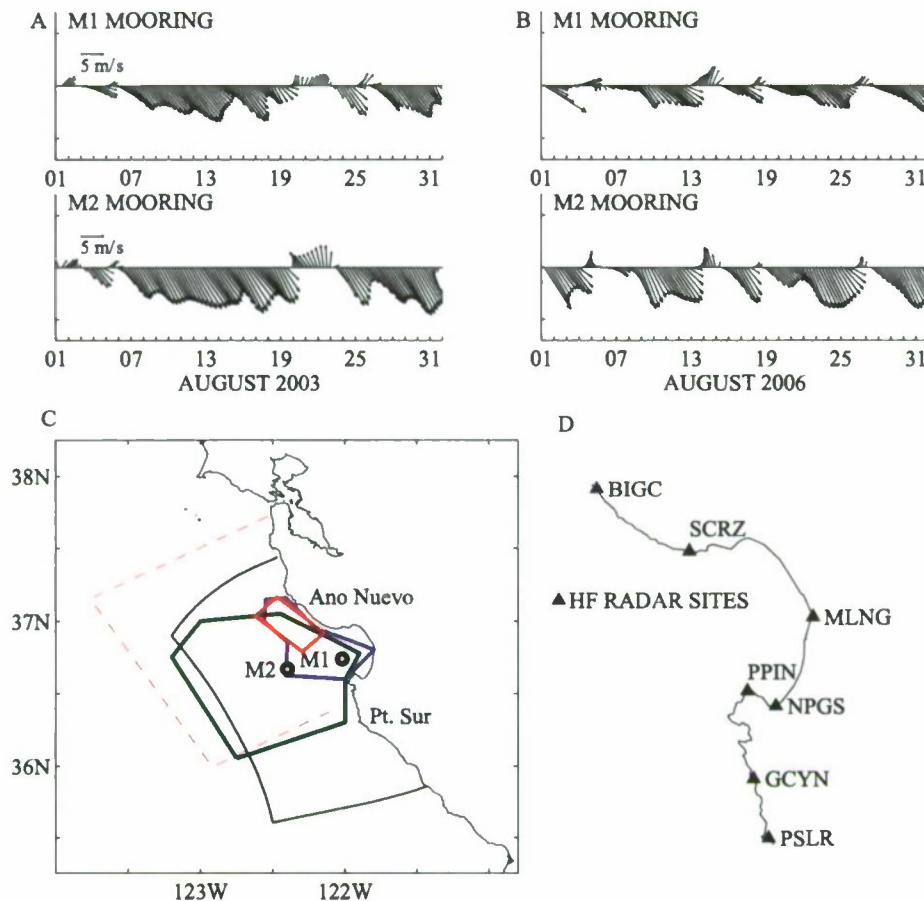 A
M1 MOORING
5 m/s
01 07 13 19 25 31
M2 MOORING
5 m/s
01 07 13 19 25 31
AUGUST 2003
B
M1 MOORING
01 07 13 19 25 31
M2 MOORING
01 07 13 19 25 31
AUGUST 2006
C
38N
37N
36N
123W 122W
Ano Nuevo
M1
M2
Pt. Sur
D
BIGC
SCRZ
HF RADAR SITES
MLNG
PPIN
NPGS
GCYN
PSLR